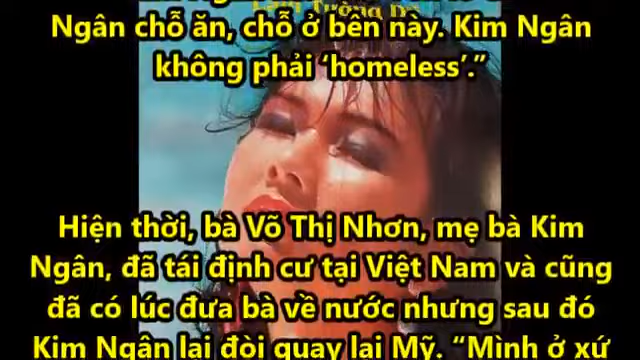 Ngân chỗ ăn, chỗ ở bên này. Kim Ngân
không phải ‘homeless’.”
Hiện thời, bà Võ Thị Nhơn, mẹ bà Kim
Ngân, đã tái định cư tại Việt Nam và cũng
đã có lúc đưa bà về nước nhưng sau đó
Kim Ngân lại đòi quay lại Mỹ. “Mình ở xứ